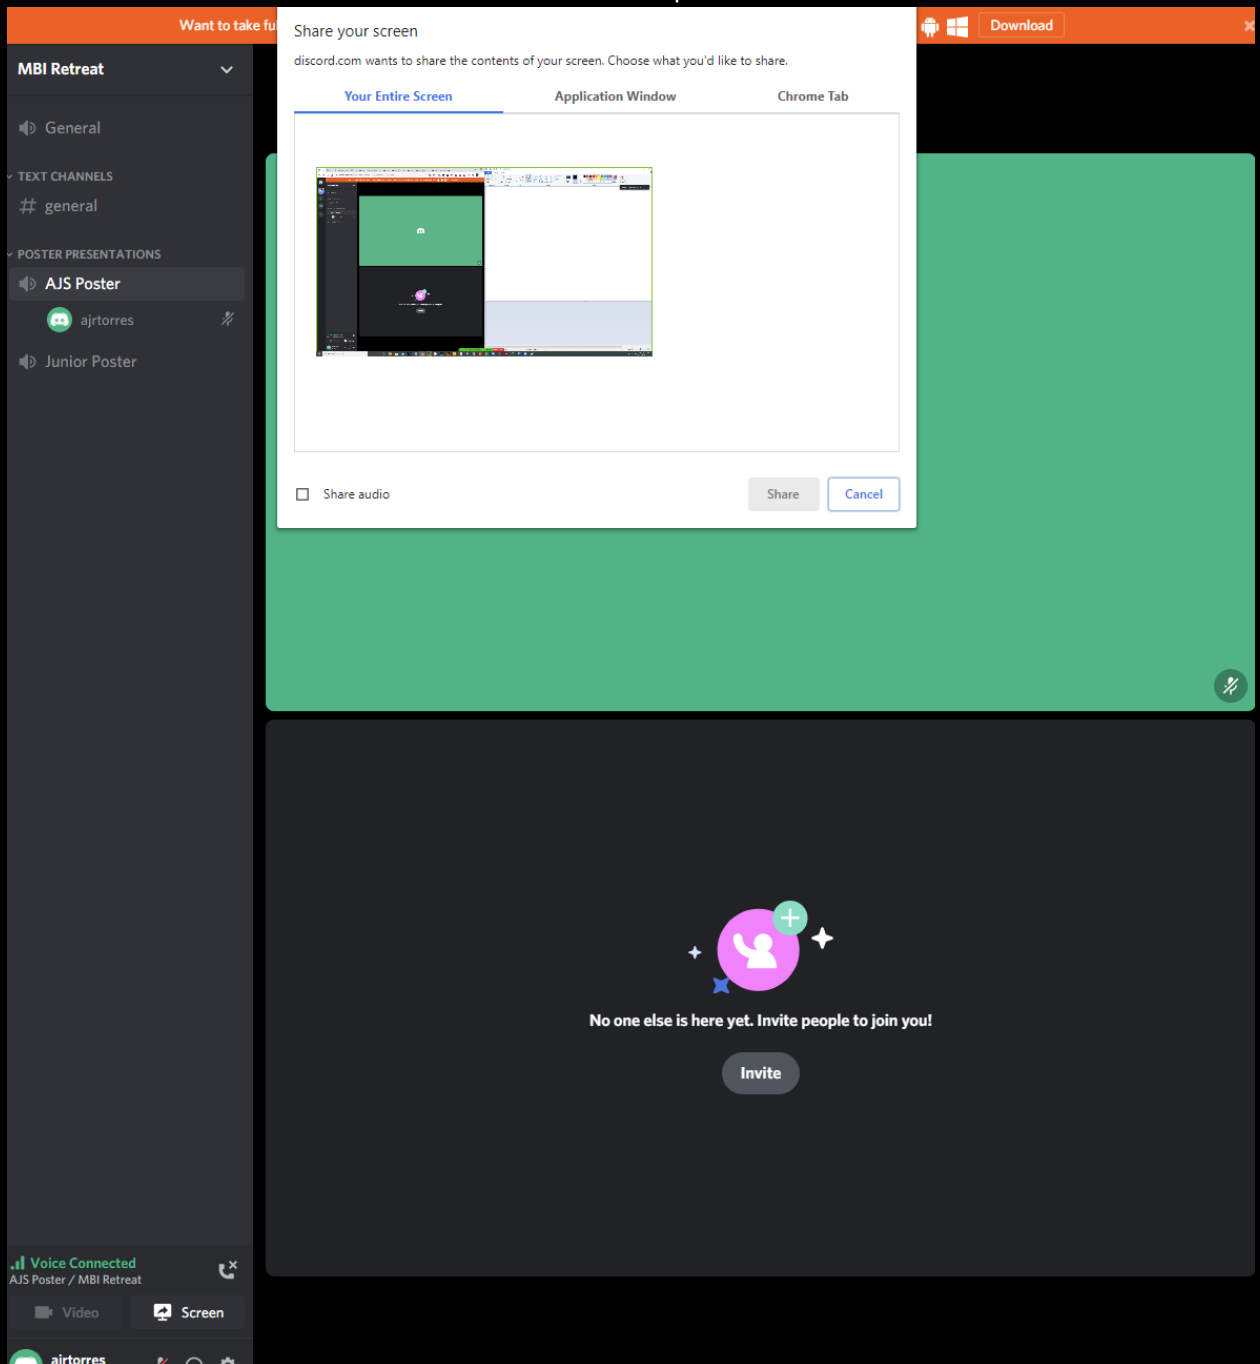 Want to take fu
Download
MBI Retreat
General
TEXT CHANNELS
general
POSTER PRESENTATIONS
AJS Poster
ajrtorres
Junior Poster
Share your screen
discord.com wants to share the contents of your screen. Choose what you'd like to share.
Your Entire Screen
Application Window
Chrome Tab
Share audio
Share
Cancel
No one else is here yet. Invite people to join you!
Invite
Voice Connected
AJS Poster / MBI Retreat
Video
Screen
airtorres